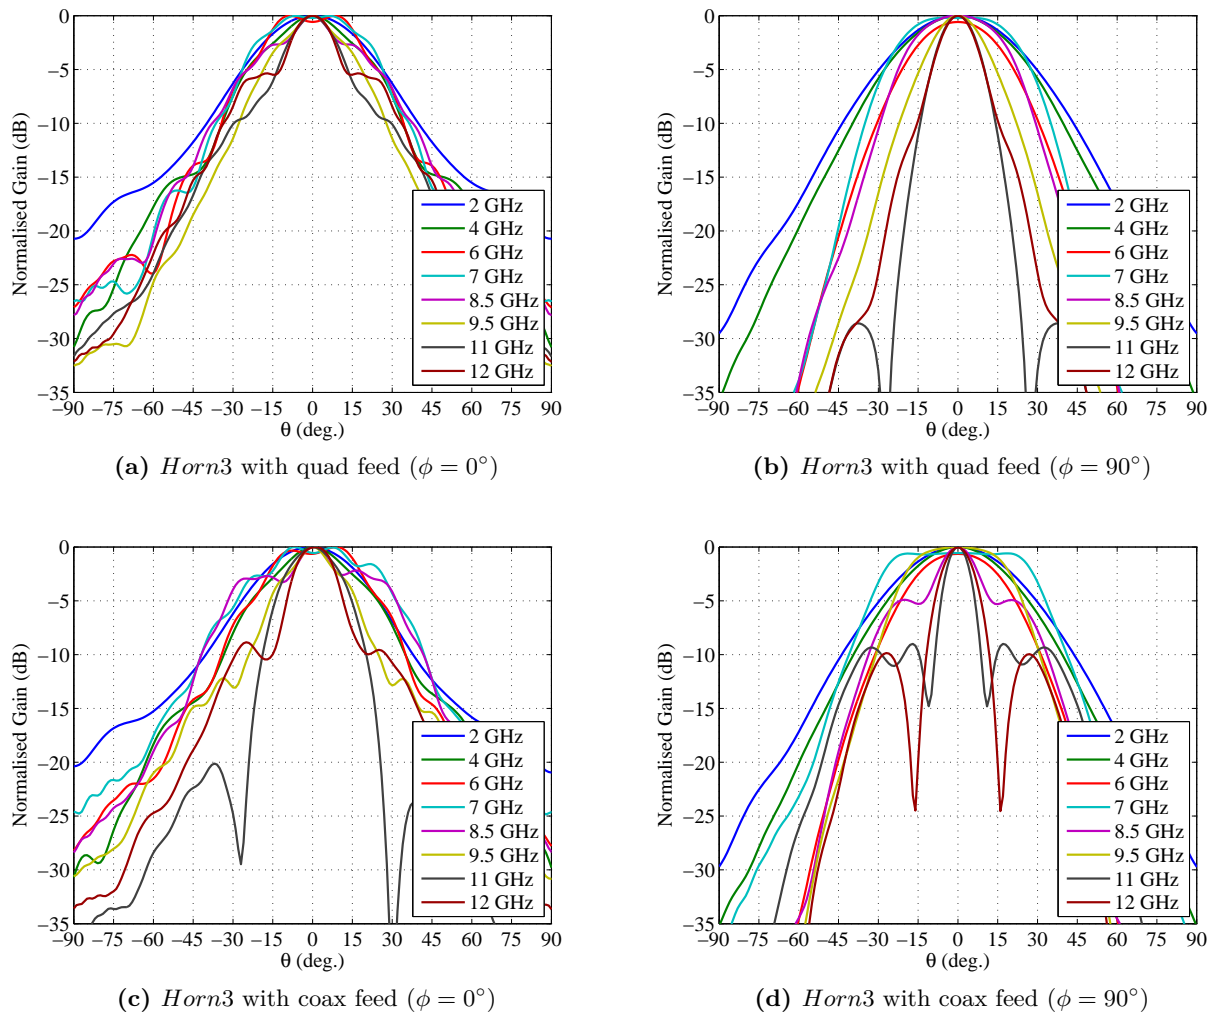 0
−5
−10
−15
−20
−25
−30
−35
−90 −75 −60 −45 −30 −15 0 15 30 45 60 75 90
Normalised Gain (dB)
θ (deg.)
2 GHz
4 GHz
6 GHz
7 GHz
8.5 GHz
9.5 GHz
11 GHz
12 GHz
(a) Horn3 with quad feed (ϕ = 0°)
0
−5
−10
−15
−20
−25
−30
−35
−90 −75 −60 −45 −30 −15 0 15 30 45 60 75 90
Normalised Gain (dB)
θ (deg.)
2 GHz
4 GHz
6 GHz
7 GHz
8.5 GHz
9.5 GHz
11 GHz
12 GHz
(b) Horn3 with quad feed (ϕ = 90°)
0
−5
−10
−15
−20
−25
−30
−35
−90 −75 −60 −45 −30 −15 0 15 30 45 60 75 90
Normalised Gain (dB)
θ (deg.)
2 GHz
4 GHz
6 GHz
7 GHz
8.5 GHz
9.5 GHz
11 GHz
12 GHz
(c) Horn3 with coax feed (ϕ = 0°)
0
−5
−10
−15
−20
−25
−30
−35
−90 −75 −60 −45 −30 −15 0 15 30 45 60 75 90
Normalised Gain (dB)
θ (deg.)
2 GHz
4 GHz
6 GHz
7 GHz
8.5 GHz
9.5 GHz
11 GHz
12 GHz
(d) Horn3 with coax feed (ϕ = 90°)